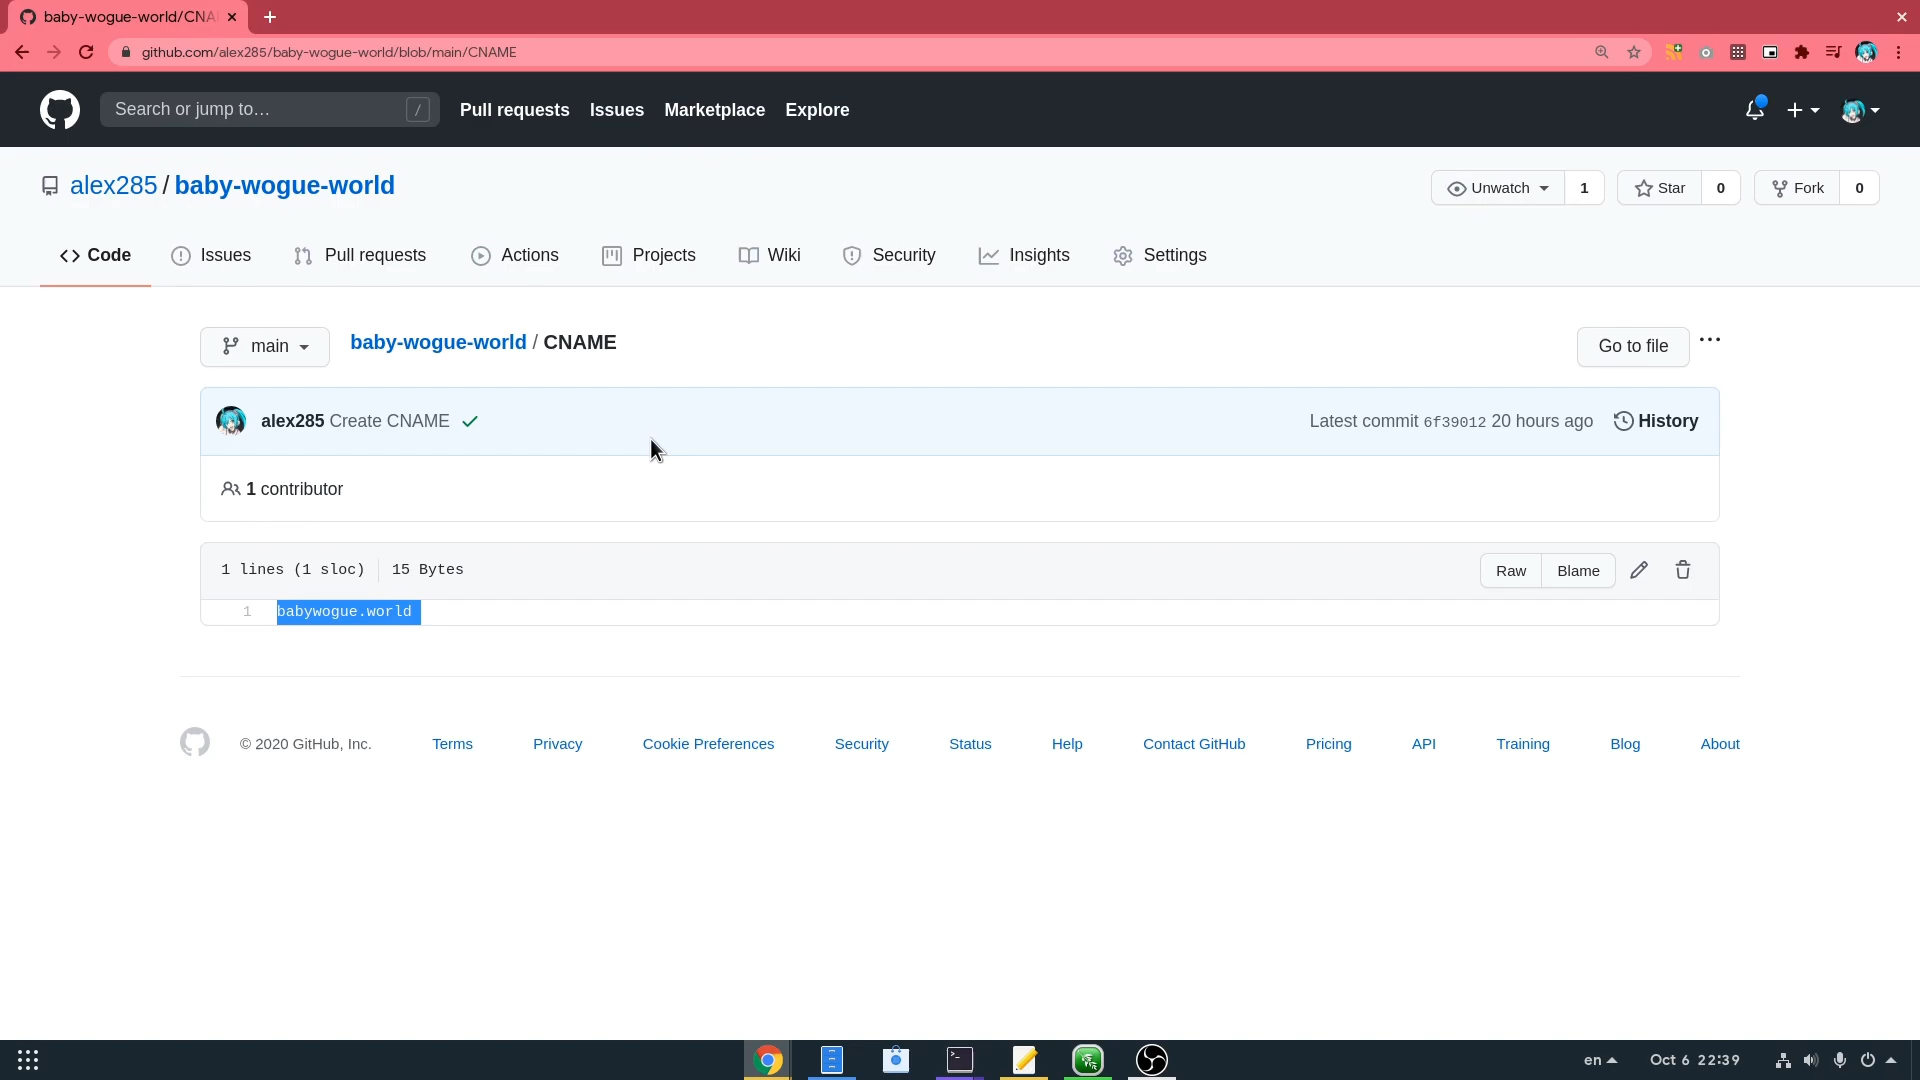 baby-wogue-world/CNA
github.com/alex285/baby-wogue-world/blob/main/CNAME
Search or jump to… /
Pull requests Issues Marketplace Explore
alex285 / baby-wogue-world
Unwatch 1 Star 0 Fork 0
Code Issues Pull requests Actions Projects Wiki Security Insights Settings
main baby-wogue-world / CNAME Go to file ...
alex285 Create CNAME Latest commit 6f39012 20 hours ago History
1 contributor
1 lines (1 sloc) 15 Bytes Raw Blame
1 babywogue.world
© 2020 GitHub, Inc. Terms Privacy Cookie Preferences Security Status Help Contact GitHub Pricing API Training Blog About
en Oct 6 22:39